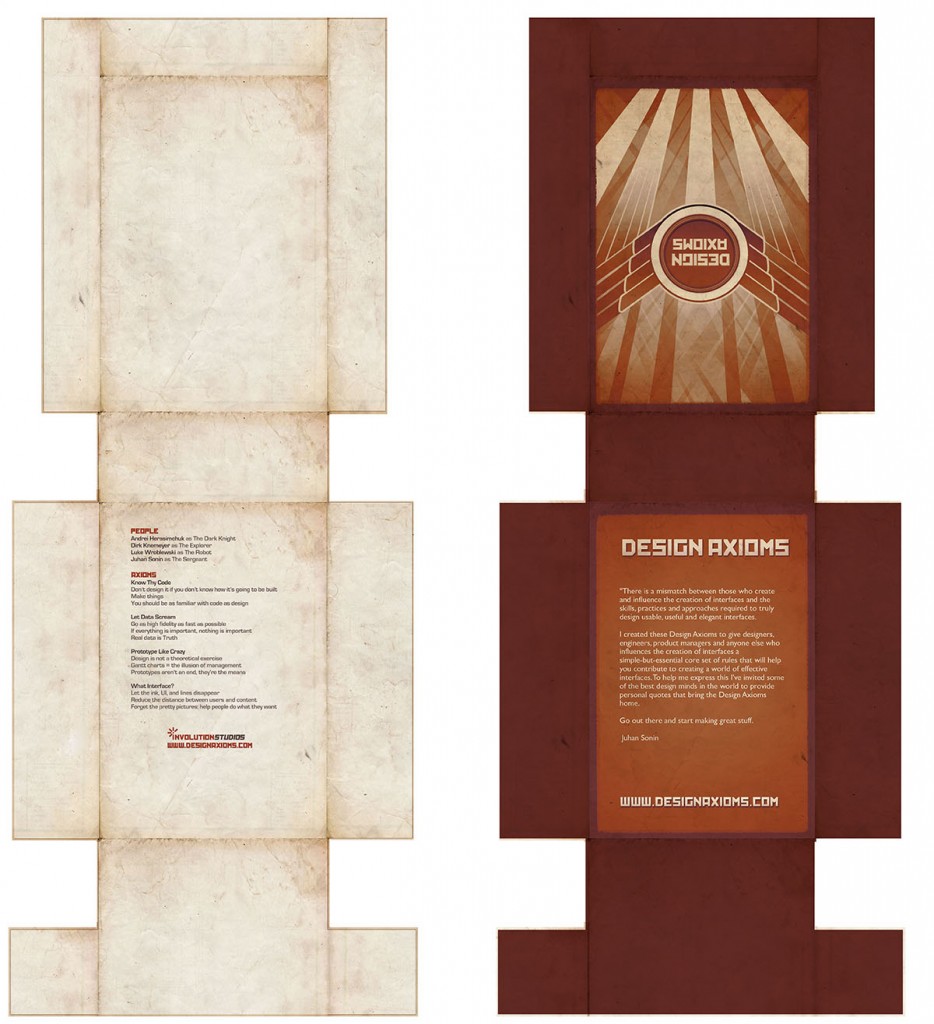 PEOPLE
Andrei Herasimchuk as The Dark Knight
Dirk Knemeyer as The Explorer
Luke Wroblewski as The Robot
Juhan Sonin as The Sergeant
AXIOMS
Know Thy Code
Don't design it if you don't know how it's going to be built
Make things
You should be as familiar with code as design
Let Data Scream
Go as high fidelity as fast as possible
If everything is important, nothing is important
Real data is Truth
Prototype Like Crazy
Design is not a theoretical exercise
Gantt charts = the illusion of management
Prototypes aren't an end, they're the means
What Interface?
Let the ink, UI, and lines disappear
Reduce the distance between users and content
Forget the pretty pictures; help people do what they want
INVOLUTIONSTUDIOS
WWW.DESIGNAXIOMS.COM
DESIGN
AXIOMS
DESIGN AXIOMS
"There is a mismatch between those who create
and influence the creation of interfaces and the
skills, practices and approaches required to truly
design usable, useful and elegant interfaces.
I created these Design Axioms to give designers,
engineers, product managers and anyone else who
influences the creation of interfaces a
simple-but-essential core set of rules that will help
you contribute to creating a world of effective
interfaces. To help me express this I've invited some
of the best design minds in the world to provide
personal quotes that bring the Design Axioms
home.
Go out there and start making great stuff.
Juhan Sonin
WWW.DESIGNAXIOMS.COM